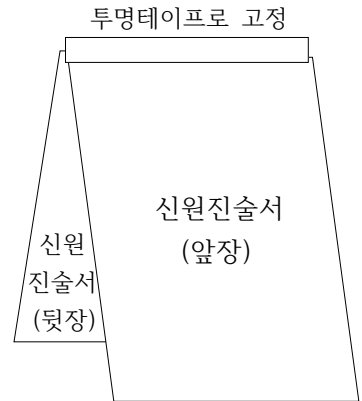 투명테이프로 고정
신원진술서
(앞장)
신원
진술서
(뒷장)